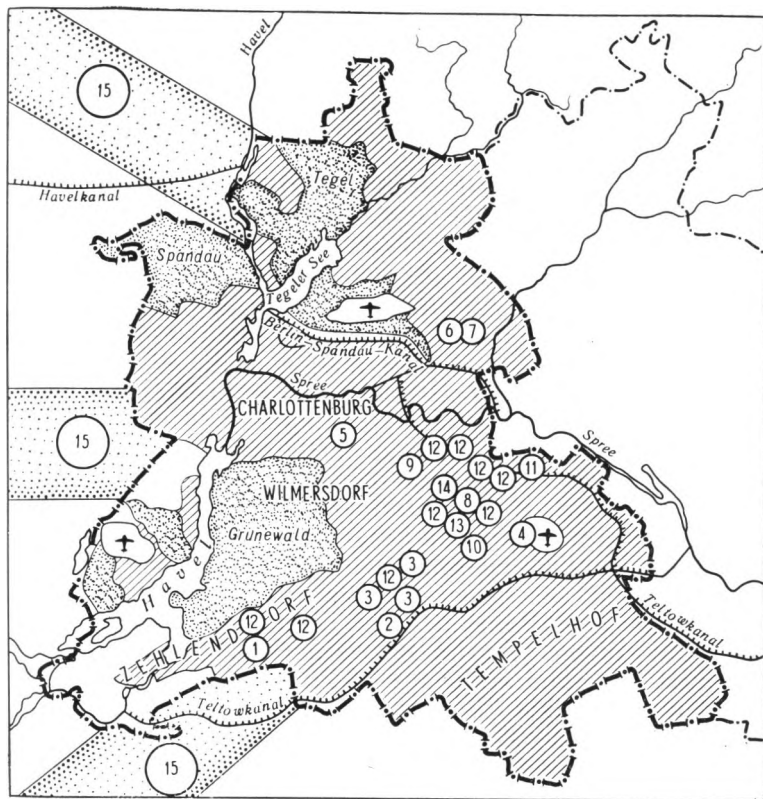 Havel
15
Tegel
Havelkanal
Spandau
Tegeler See
6 7
Berlin-Spandau-Kanal
Spree
CHARLOTTENBURG
15
5
12 12
Spree
9
12 11
12
WILMERSDORF
14
8
12 12
13
4
Grunewald
10
3
12
Havel
3 3
12
2
12
ZEHLENDORF
1
TEMPELHOF
Teltowkanal
Teltowkanal
15